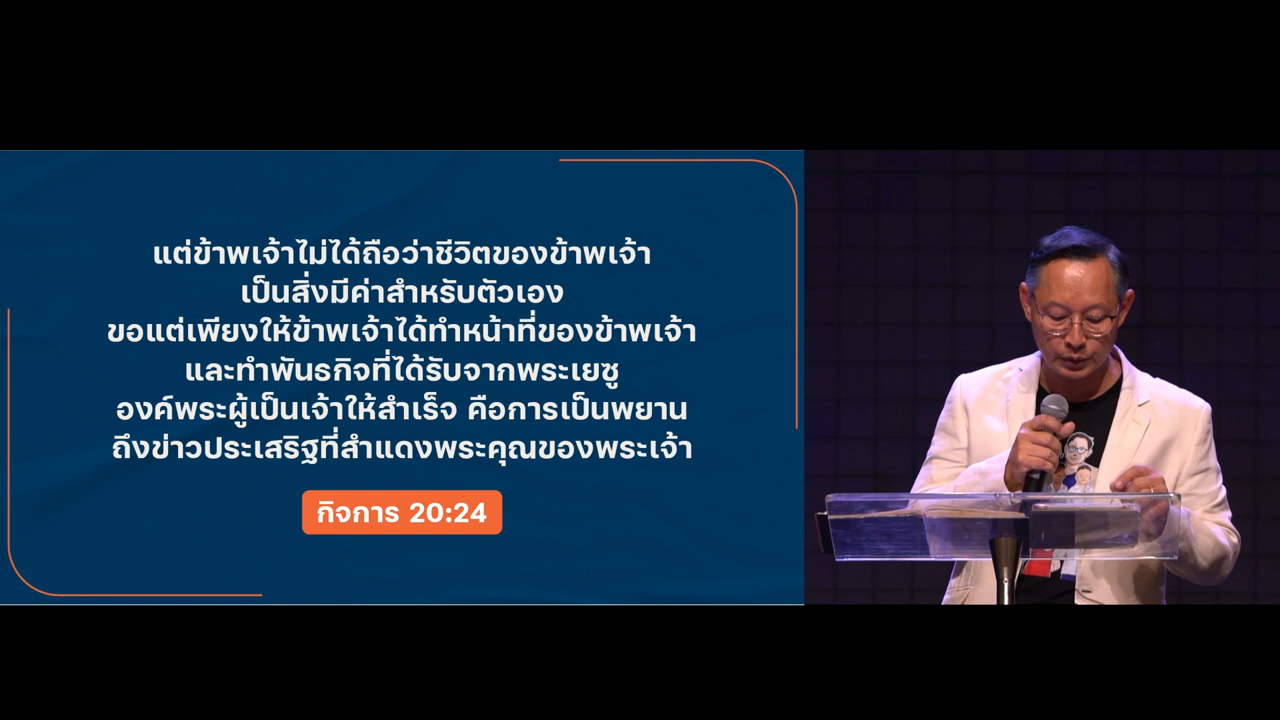 แต่ข้าพเจ้าไม่ได้ถือว่าชีวิตของข้าพเจ้า
เป็นสิ่งมีค่าสำหรับตัวเอง
ขอแต่เพียงให้ข้าพเจ้าได้ทำหน้าที่ของข้าพเจ้า
และทำพันธกิจที่ได้รับจากพระเยซู
องค์พระผู้เป็นเจ้าให้สำเร็จ คือการเป็นพยาน
ถึงข่าวประเสริฐที่สำแดงพระคุณของพระเจ้า
กิจการ 20:24